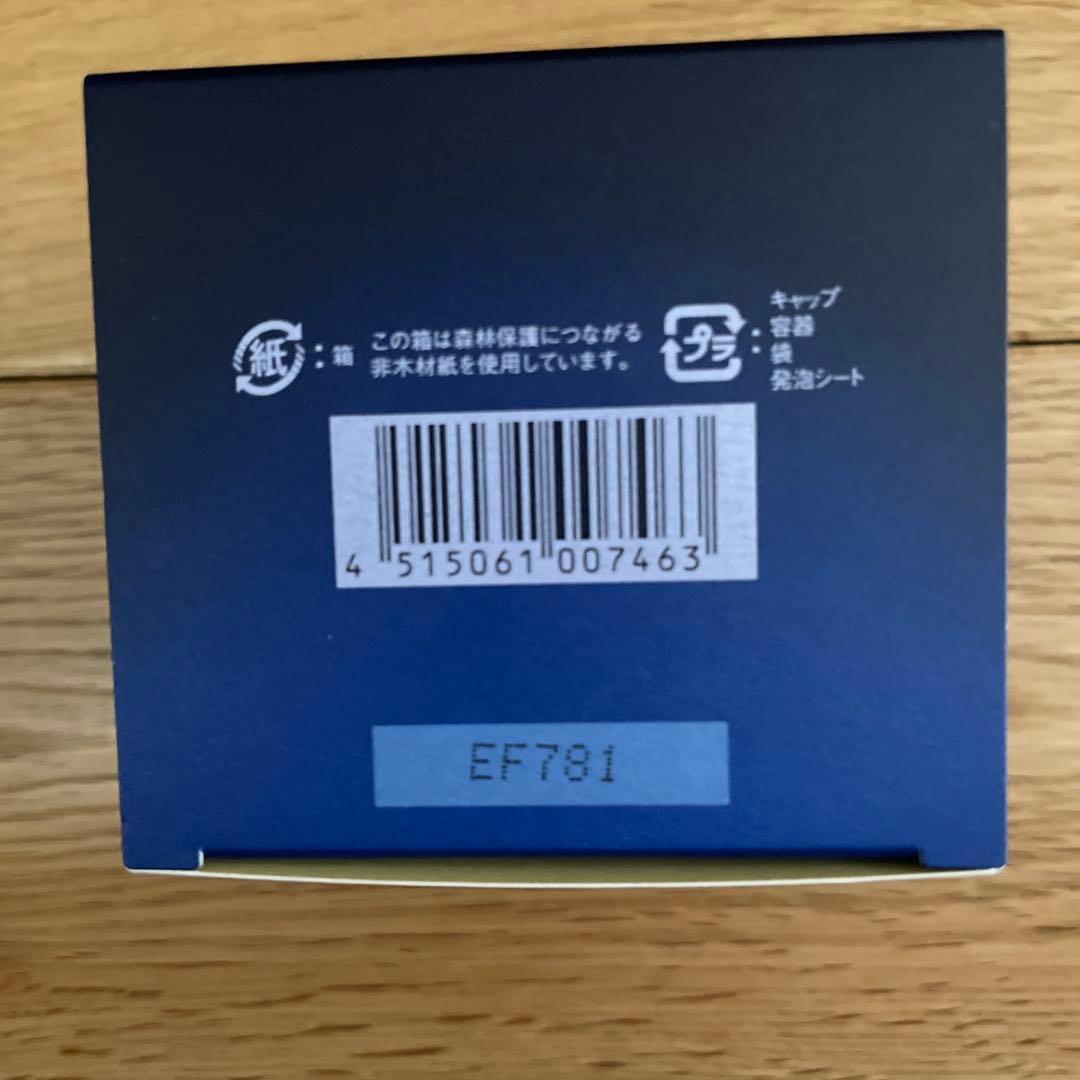 紙 : 箱
この箱は森林保護につながる
非木材紙を使用しています。
プラ :
キャップ
容器
袋
発泡シート
4 515061 007463
EF781